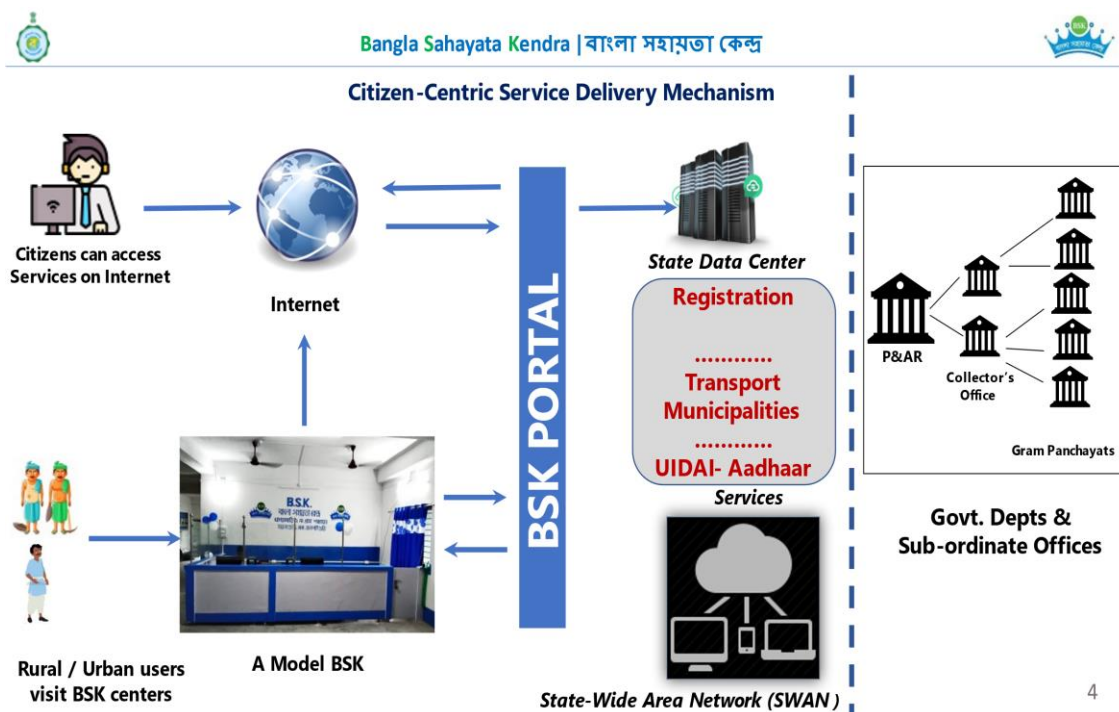 Bangla Sahayata Kendra | বাংলা সহায়তা কেন্দ্র
BSK
বাংলা সহায়তা কেন্দ্র
Citizen-Centric Service Delivery Mechanism
Citizens can access
Services on Internet
Internet
BSK PORTAL
State Data Center
Registration
............
Transport
Municipalities
............
UIDAI- Aadhaar
Services
P&AR
Collector's
Office
Gram Panchayats
Govt. Depts &
Sub-ordinate Offices
B.S.K.
Rural / Urban users
visit BSK centers
A Model BSK
State-Wide Area Network (SWAN )
4